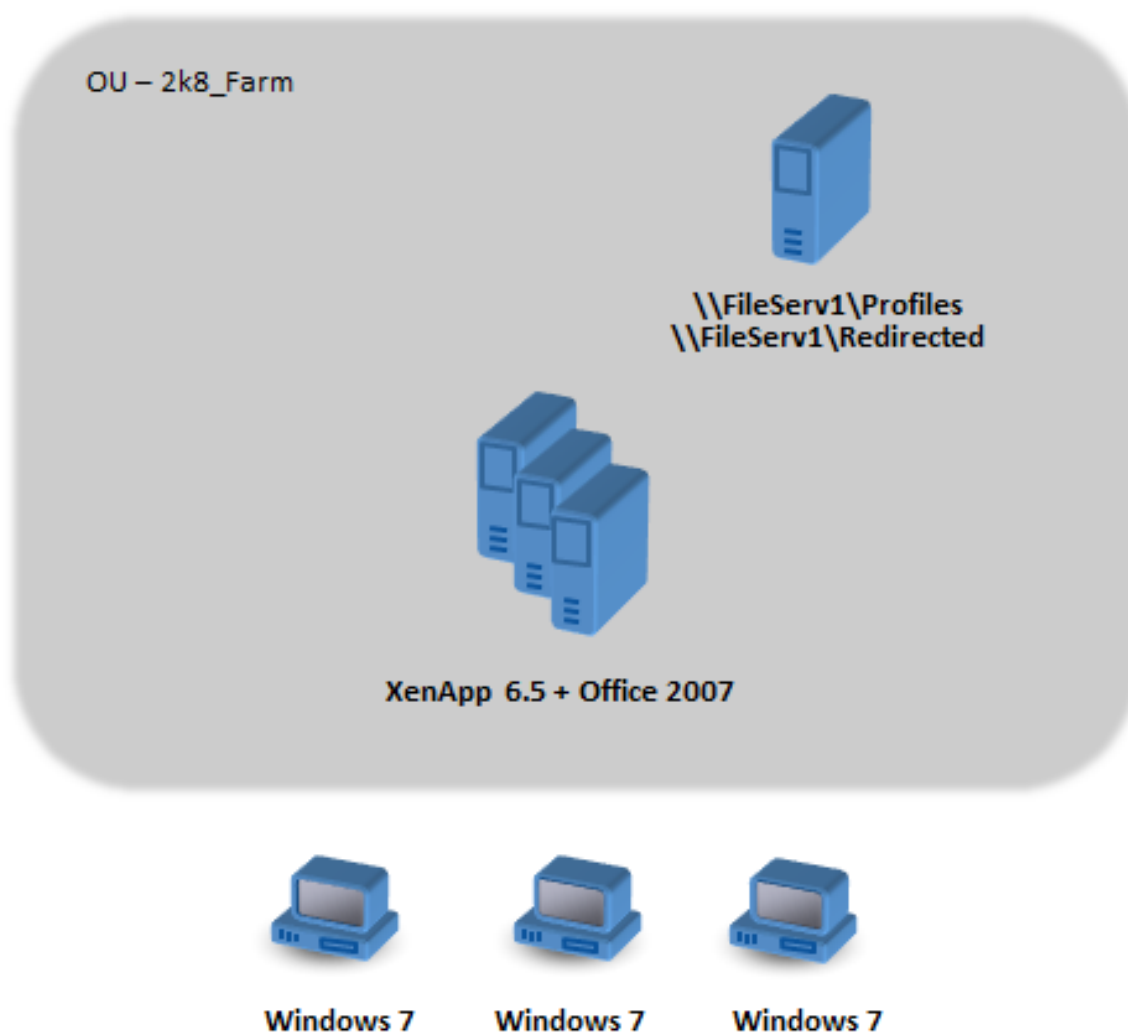 OU – 2k8_Farm
\\FileServ1\Profiles
\\FileServ1\Redirected
XenApp 6.5 + Office 2007
Windows 7
Windows 7
Windows 7